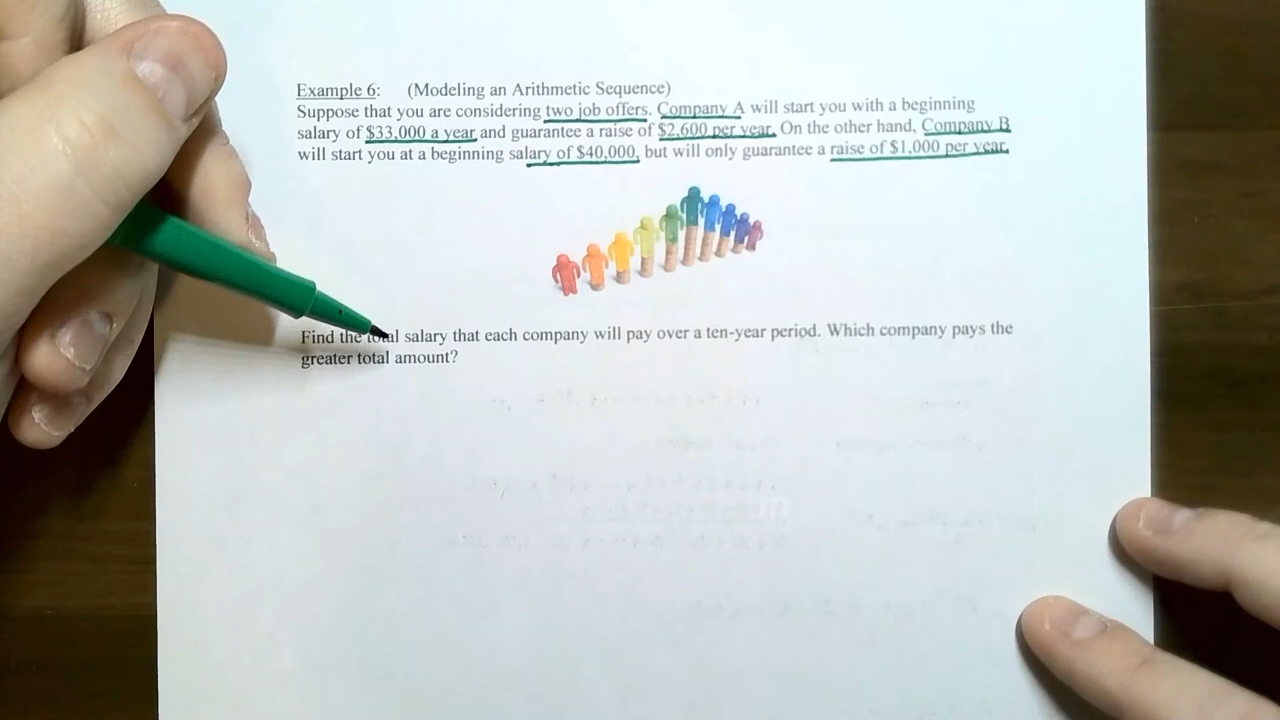 Example 6: (Modeling an Arithmetic Sequence)
Suppose that you are considering two job offers. Company A will start you with a beginning
salary of $33,000 a year and guarantee a raise of $2,600 per year. On the other hand, Company B
will start you at a beginning salary of $40,000, but will only guarantee a raise of $1,000 per year.
Find the total salary that each company will pay over a ten-year period. Which company pays the
greater total amount?